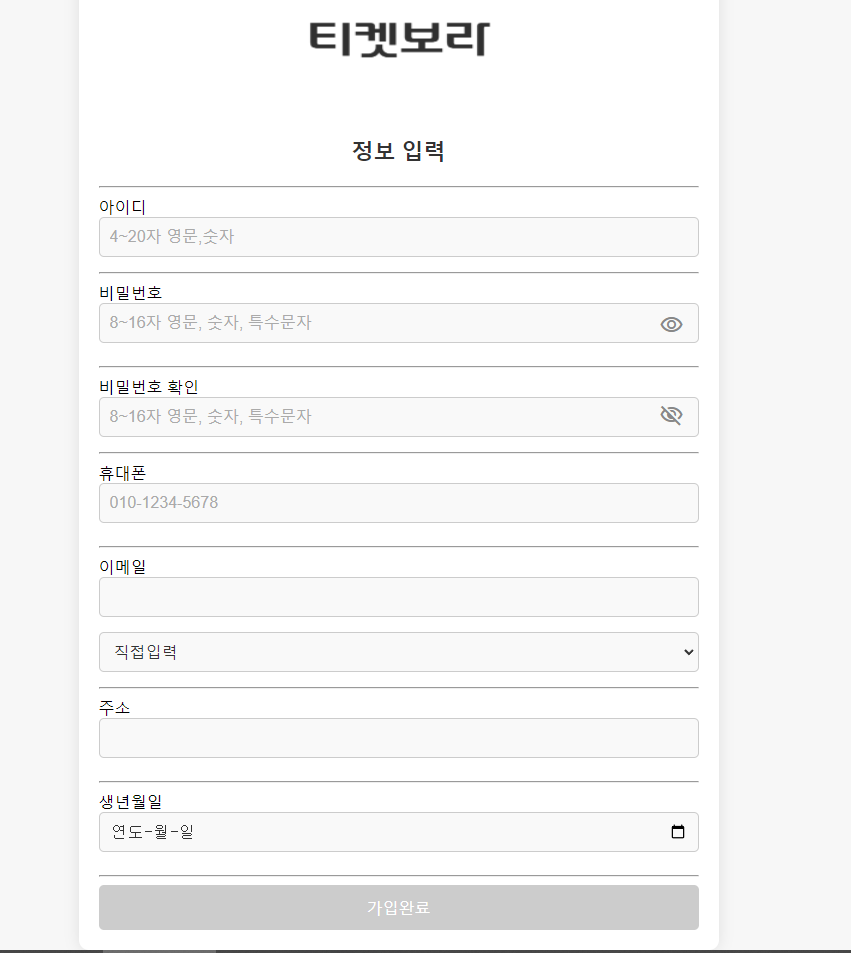 티켓보라
정보 입력
아이디
4~20자 영문,숫자
비밀번호
8~16자 영문, 숫자, 특수문자
비밀번호 확인
8~16자 영문, 숫자, 특수문자
휴대폰
010-1234-5678
이메일
직접입력
주소
생년월일
연도-월-일
가입완료